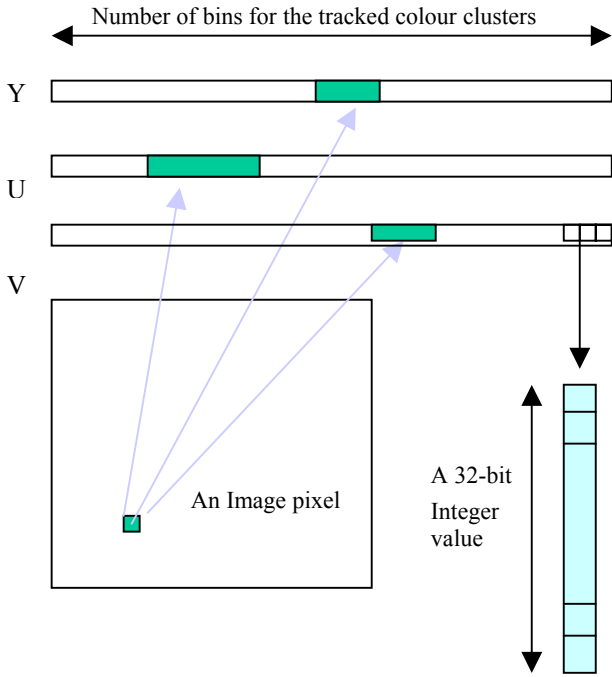 Number of bins for the tracked colour clusters
Y
U
V
An Image pixel
A 32-bit
Integer
value